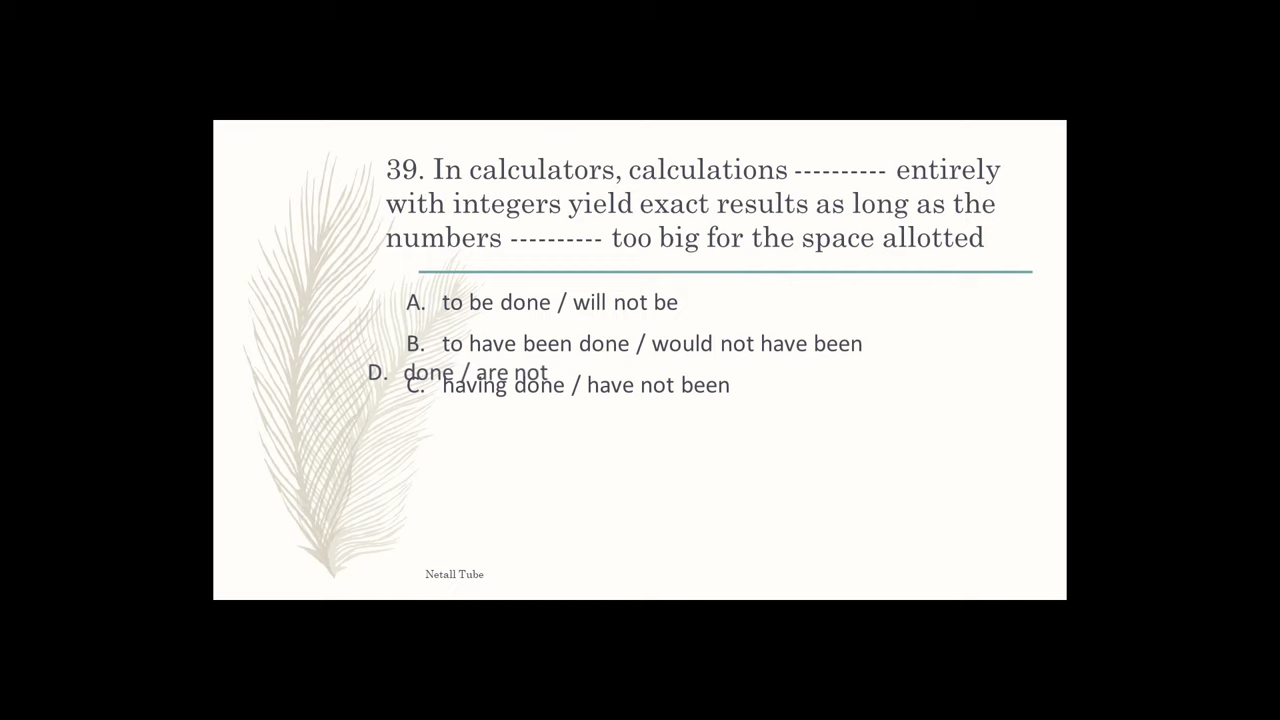 39. In calculators, calculations ---------- entirely
with integers yield exact results as long as the
numbers ---------- too big for the space allotted
A. to be done / will not be
B. to have been done / would not have been
D. done / are not
C. having done / have not been
Netall Tube